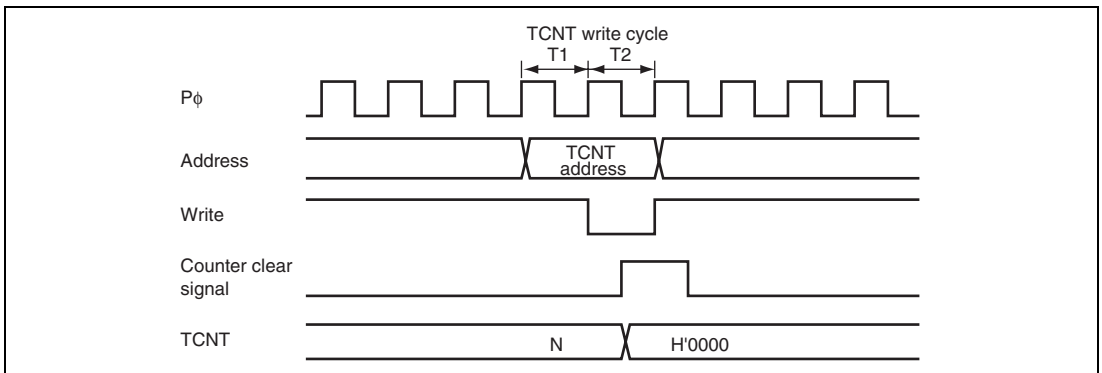 TCNT write cycle
T1 T2
Pϕ
Address
TCNT
address
Write
Counter clear
signal
TCNT
N
H'0000